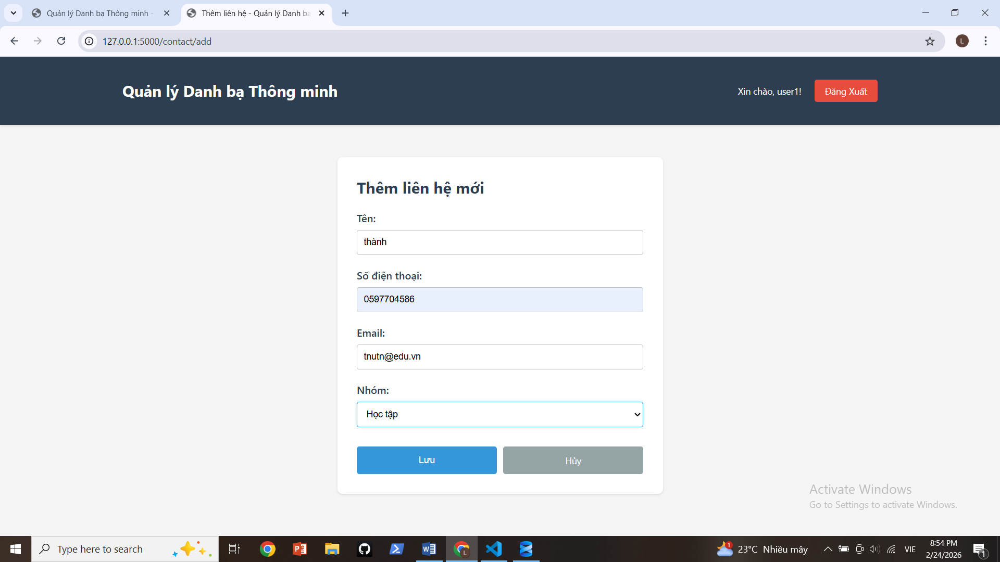 Quản lý Danh bạ Thông minh -
Thêm liên hệ - Quản lý Danh bạ
127.0.0.1:5000/contact/add
L
Quản lý Danh bạ Thông minh
Xin chào, user1!
Đăng Xuất
Thêm liên hệ mới
Tên:
thành
Số điện thoại:
0597704586
Email:
tnutn@edu.vn
Nhóm:
Học tập
Lưu
Hủy
Activate Windows
Go to Settings to activate Windows.
Type here to search
1
23°C Nhiều mây
VIE
8:54 PM
2/24/2026
1